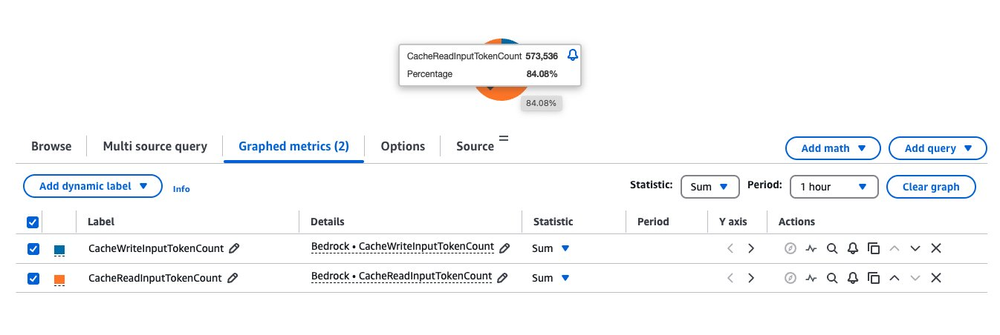 CacheReadInputTokenCount 573,536
Percentage 84.08%
84.08%
Browse Multi source query Graphed metrics (2) Options Source Add math Add query
Add dynamic label Info Statistic: Sum Period: 1 hour Clear graph
Label Details Statistic Period Y axis Actions
CacheWriteInputTokenCount Bedrock • CacheWriteInputTokenCount Sum
CacheReadInputTokenCount Bedrock • CacheReadInputTokenCount Sum